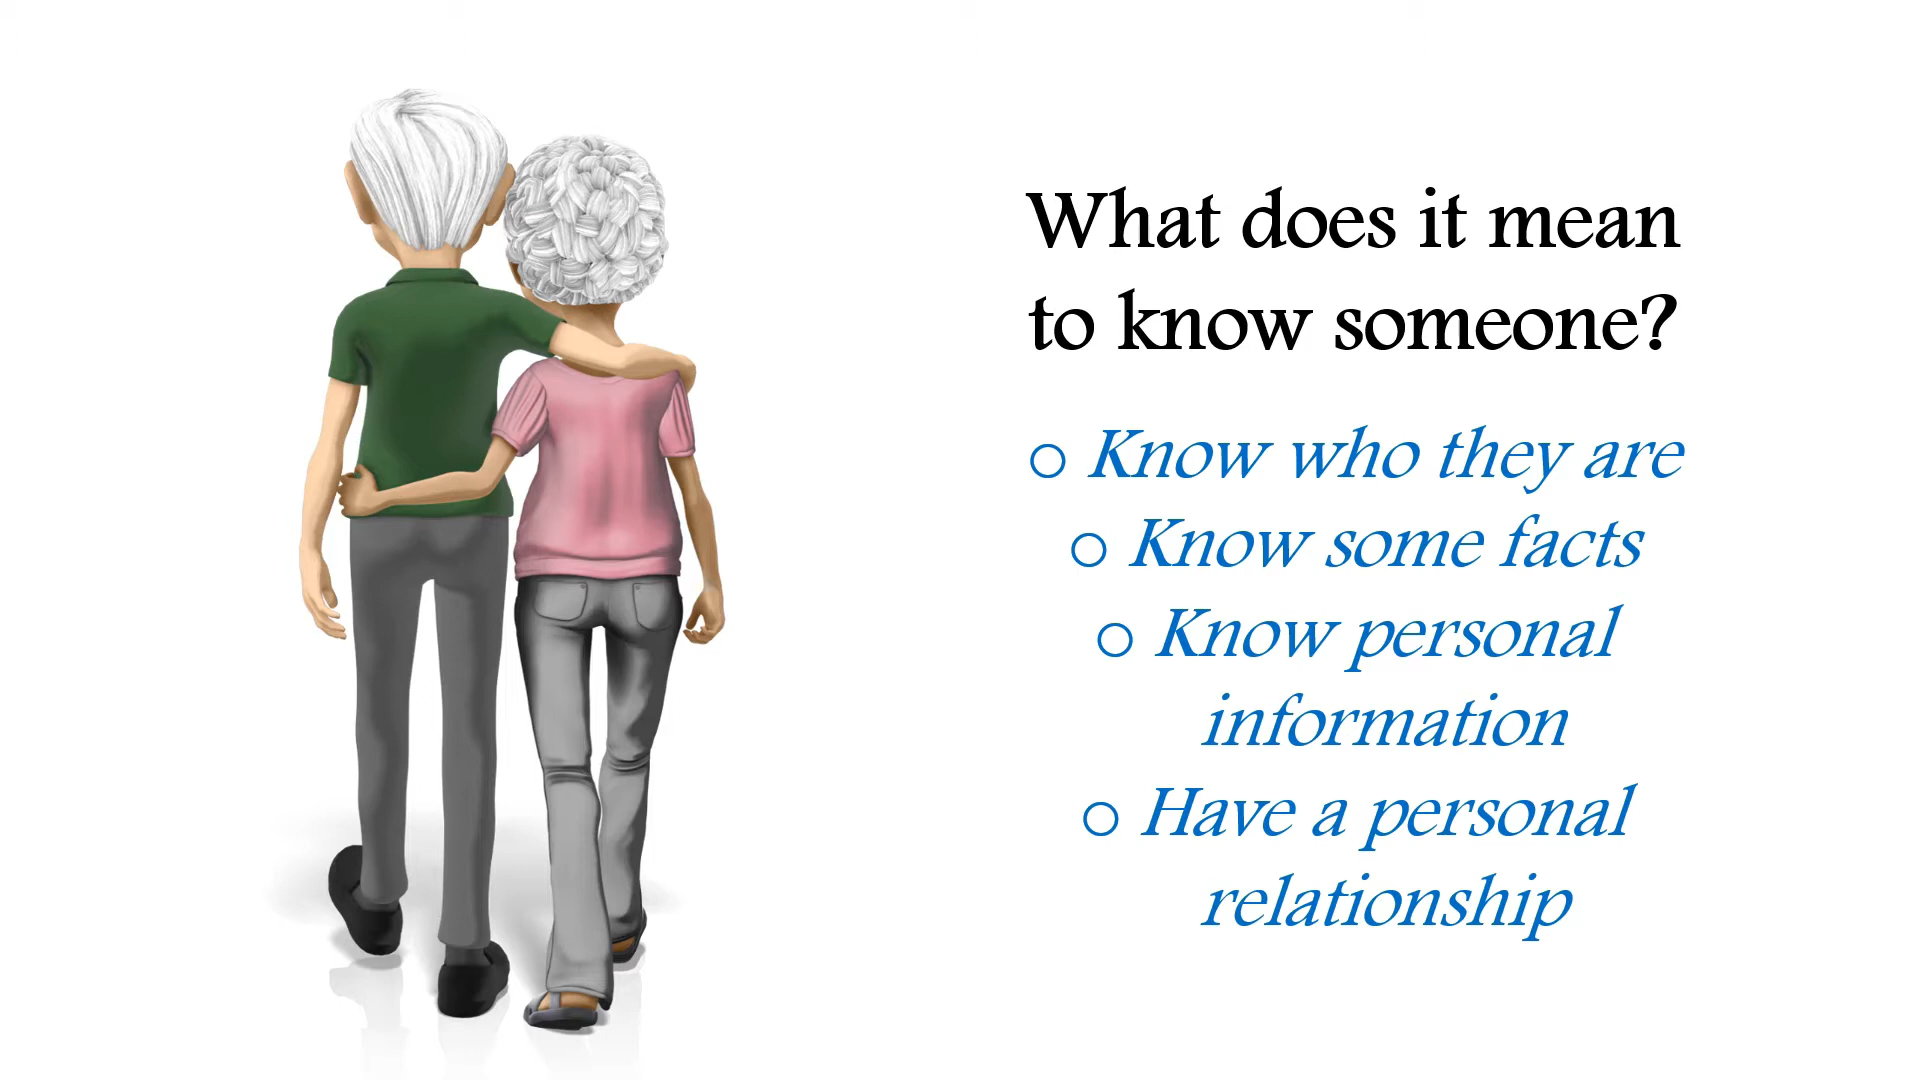 What does it mean
to know someone?
o Know who they are
o Know some facts
o Know personal
information
o Have a personal
relationship